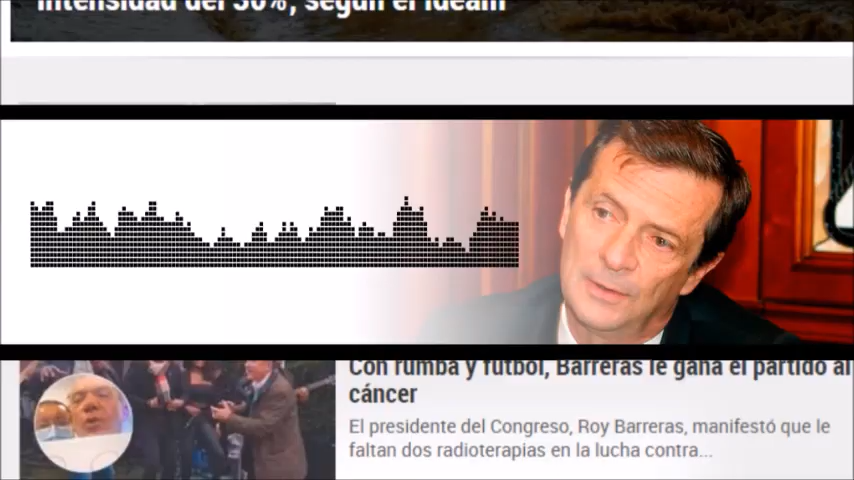 intensidad del 30%, según el Ideam
Con rumba y fútbol, Barreras le gana el partido al
cáncer
El presidente del Congreso, Roy Barreras, manifestó que le
faltan dos radioterapias en la lucha contra...